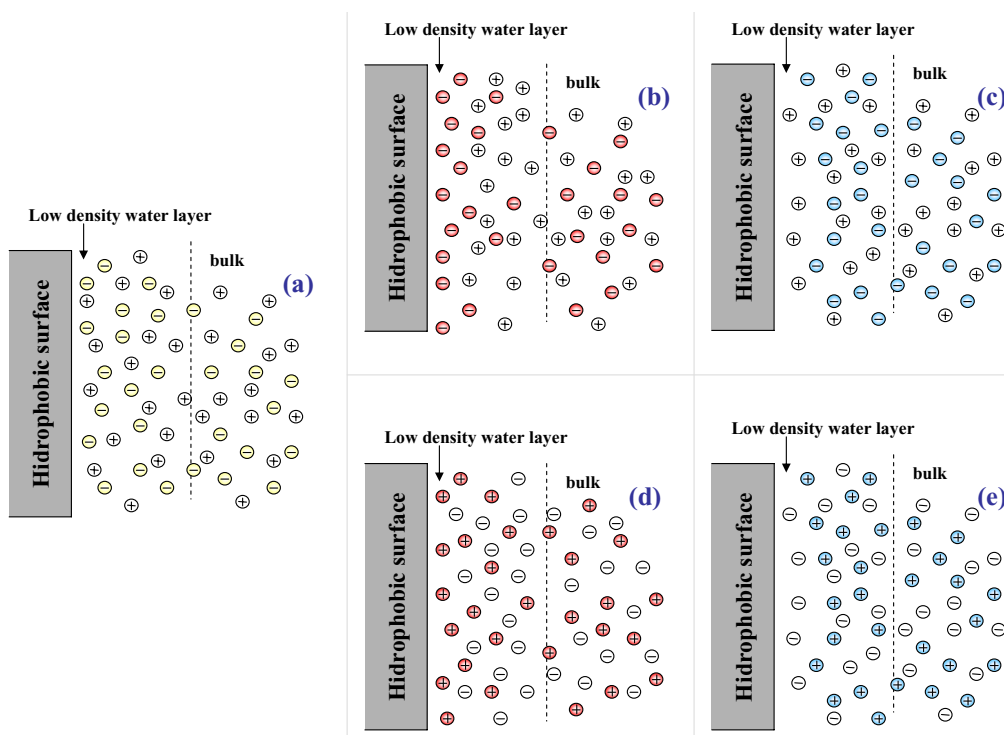 Low density water layer
bulk
(a)
Hidrophobic surface
Low density water layer
bulk
(b)
Hidrophobic surface
Low density water layer
bulk
(c)
Hidrophobic surface
Low density water layer
bulk
(d)
Hidrophobic surface
Low density water layer
bulk
(e)
Hidrophobic surface